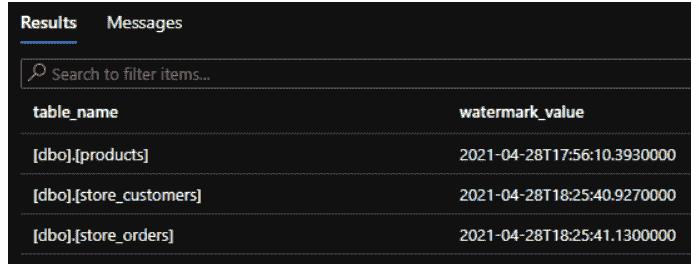 Results Messages
Search to filter items...
table_name watermark_value
[dbo].[products] 2021-04-28T17:56:10.3930000
[dbo].[store_customers] 2021-04-28T18:25:40.9270000
[dbo].[store_orders] 2021-04-28T18:25:41.1300000